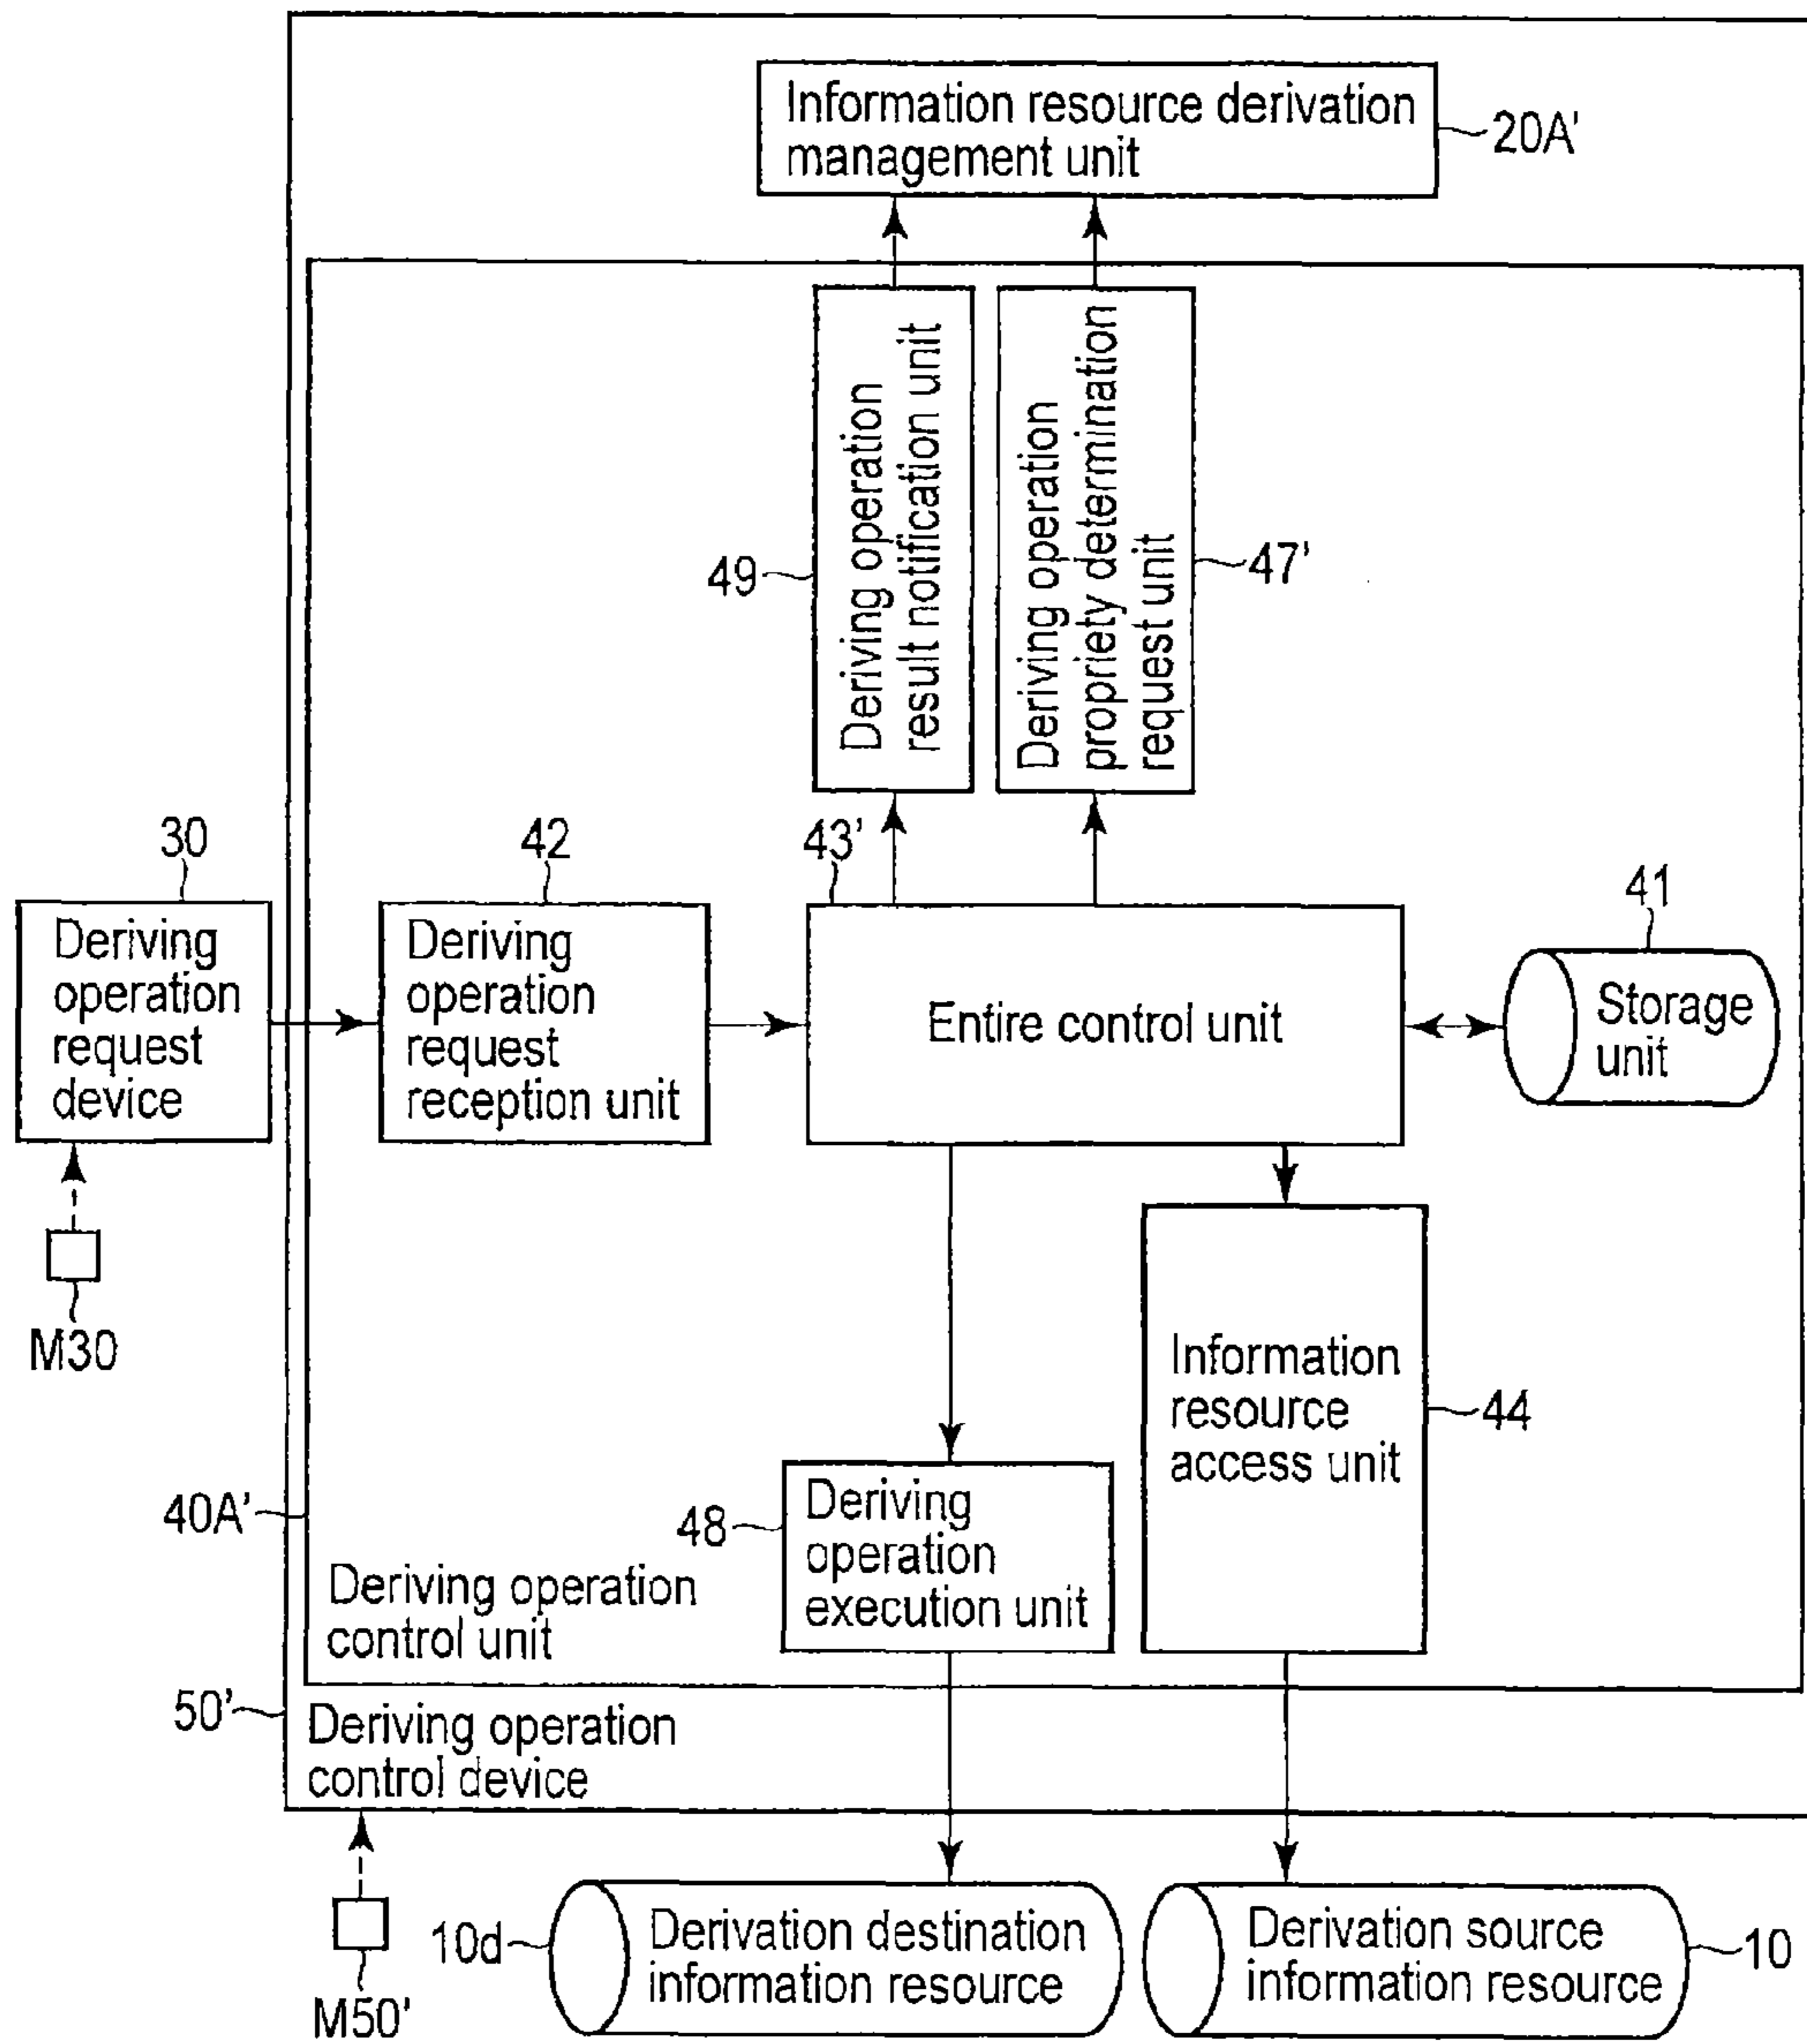 Information resource derivation
management unit
20A'
Deriving operation
result notification unit
49
Deriving operation
propriety determination
request unit
47'
30
Deriving
operation
request
device
M30
42
Deriving
operation
request
reception unit
43'
Entire control unit
41
Storage
unit
Information
resource
access unit
44
48
Deriving
operation
execution unit
40A'
Deriving operation
control unit
50'
Deriving operation
control device
M50'
10d
Derivation destination
information resource
Derivation source
information resource
10